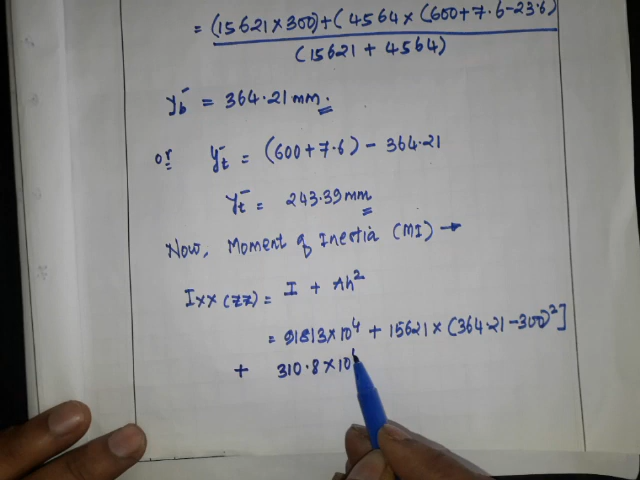 = (15621×300)+(4564×(600+7.6-23.6)
(15621 + 4564)
ȳb = 364.21 mm.
or ȳt = (600+7.6) - 364.21
ȳt = 243.39 mm
Now, Moment of Inertia (MI) →
Ixx (zz) = I + Ah²
= 91813×10⁴ + 15621 × (364.21-300)²]
+ 310.8×10